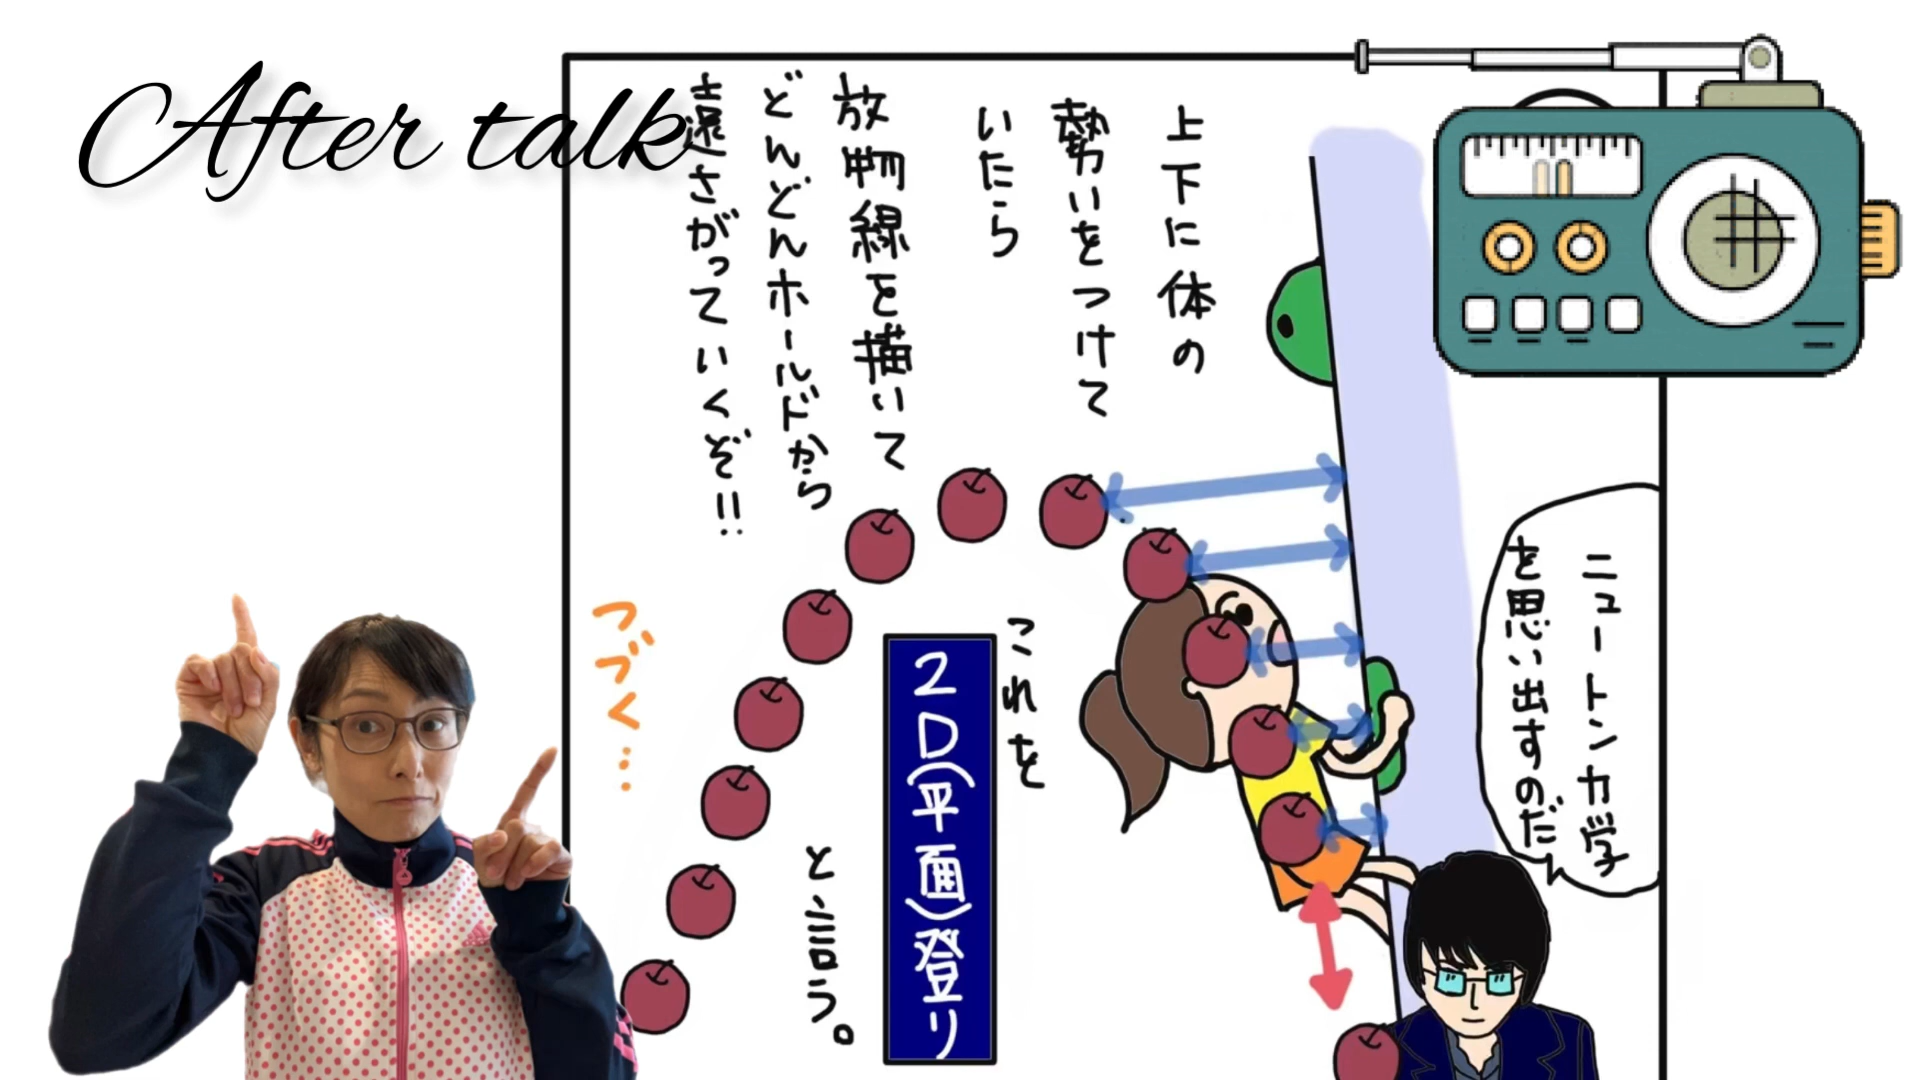 After talk
ニュートン力学
を思い出すのだ
上下に体の
勢いをつけて
いたら
放物線を描いて
どんどんホールドから
遠さがっていくぞ!!
これを
2D(平面)登り
と言う。
つづく…